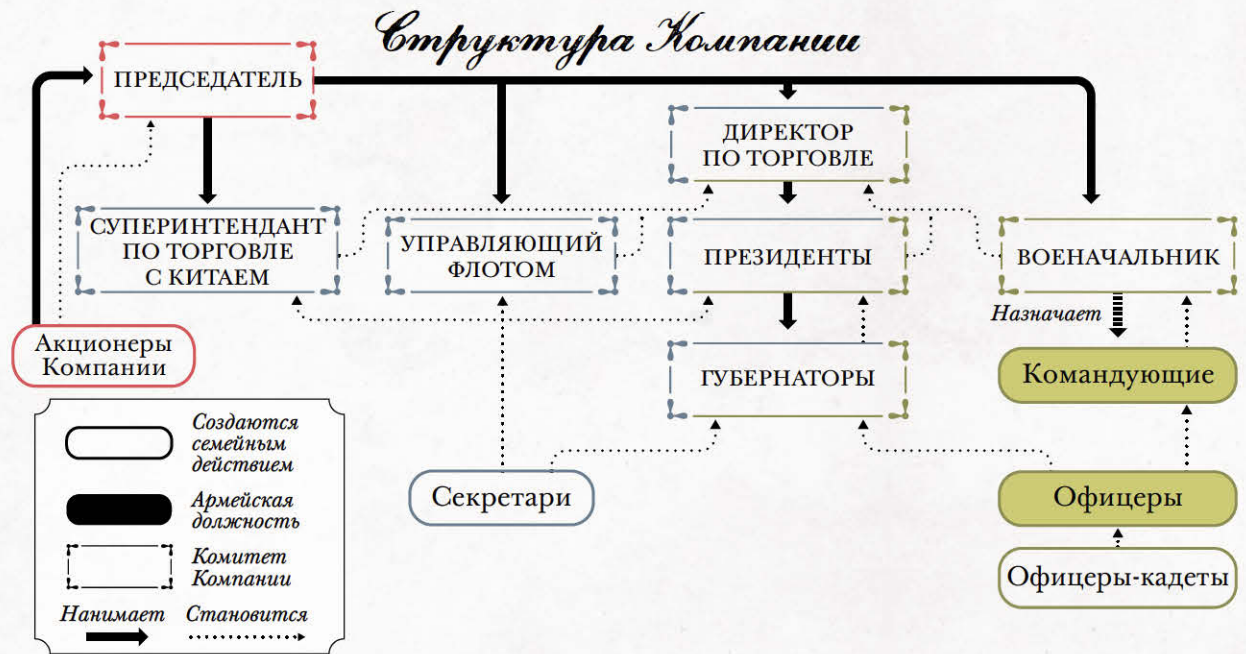 Структура Компании
ПРЕДСЕДАТЕЛЬ
ДИРЕКТОР
ПО ТОРГОВЛЕ
СУПЕРИНТЕНДАНТ
ПО ТОРГОВЛЕ
С КИТАЕМ
УПРАВЛЯЮЩИЙ
ФЛОТОМ
ПРЕЗИДЕНТЫ
ВОЕНАЧАЛЬНИК
Назначает
Акционеры
Компании
ГУБЕРНАТОРЫ
Командующие
Секретари
Офицеры
Офицеры-кадеты
Создаются
семейным
действием
Армейская
должность
Комитет
Компании
Нанимает
Становится